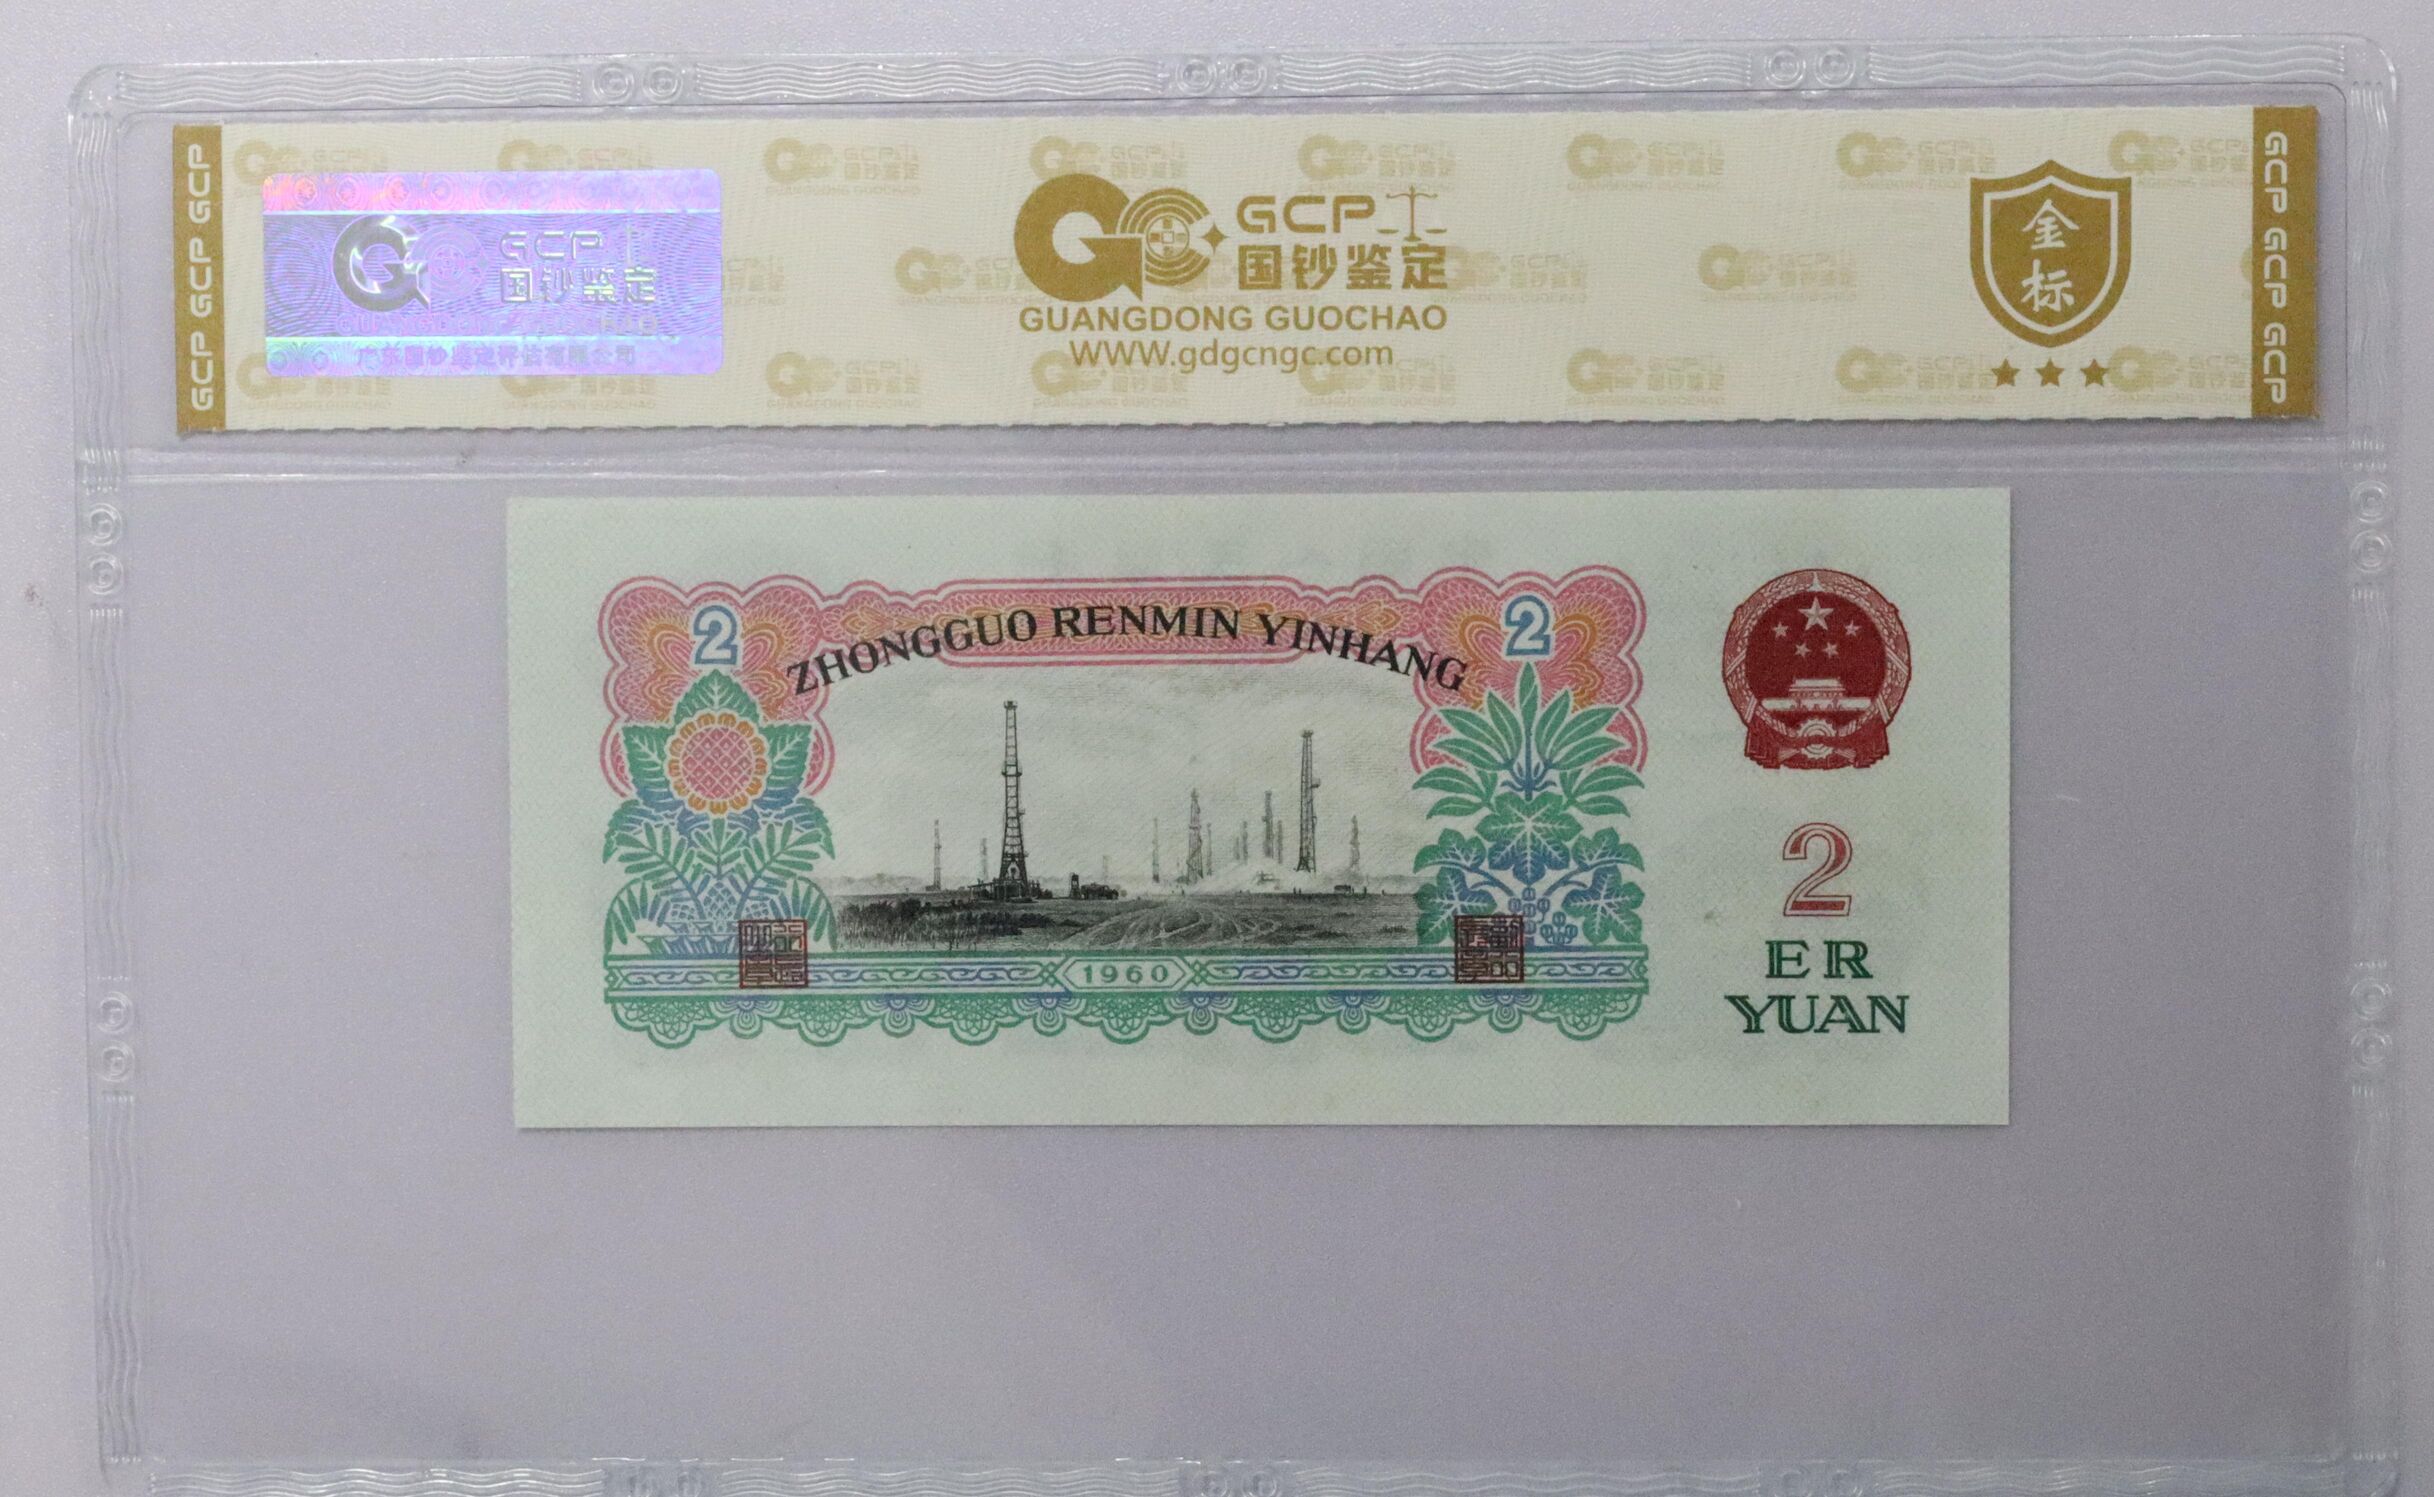 GCP GCP GCP
GCP
国钞鉴定
GUANGDONG GUOCHAO
广东国钞鉴定评估有限公司
GCP
国钞鉴定
GUANGDONG GUOCHAO
WWW.gdgcngc.com
金标
GCP GCP GCP
2
ZHONGGUO RENMIN YINHANG
2
1960
2
ER
YUAN